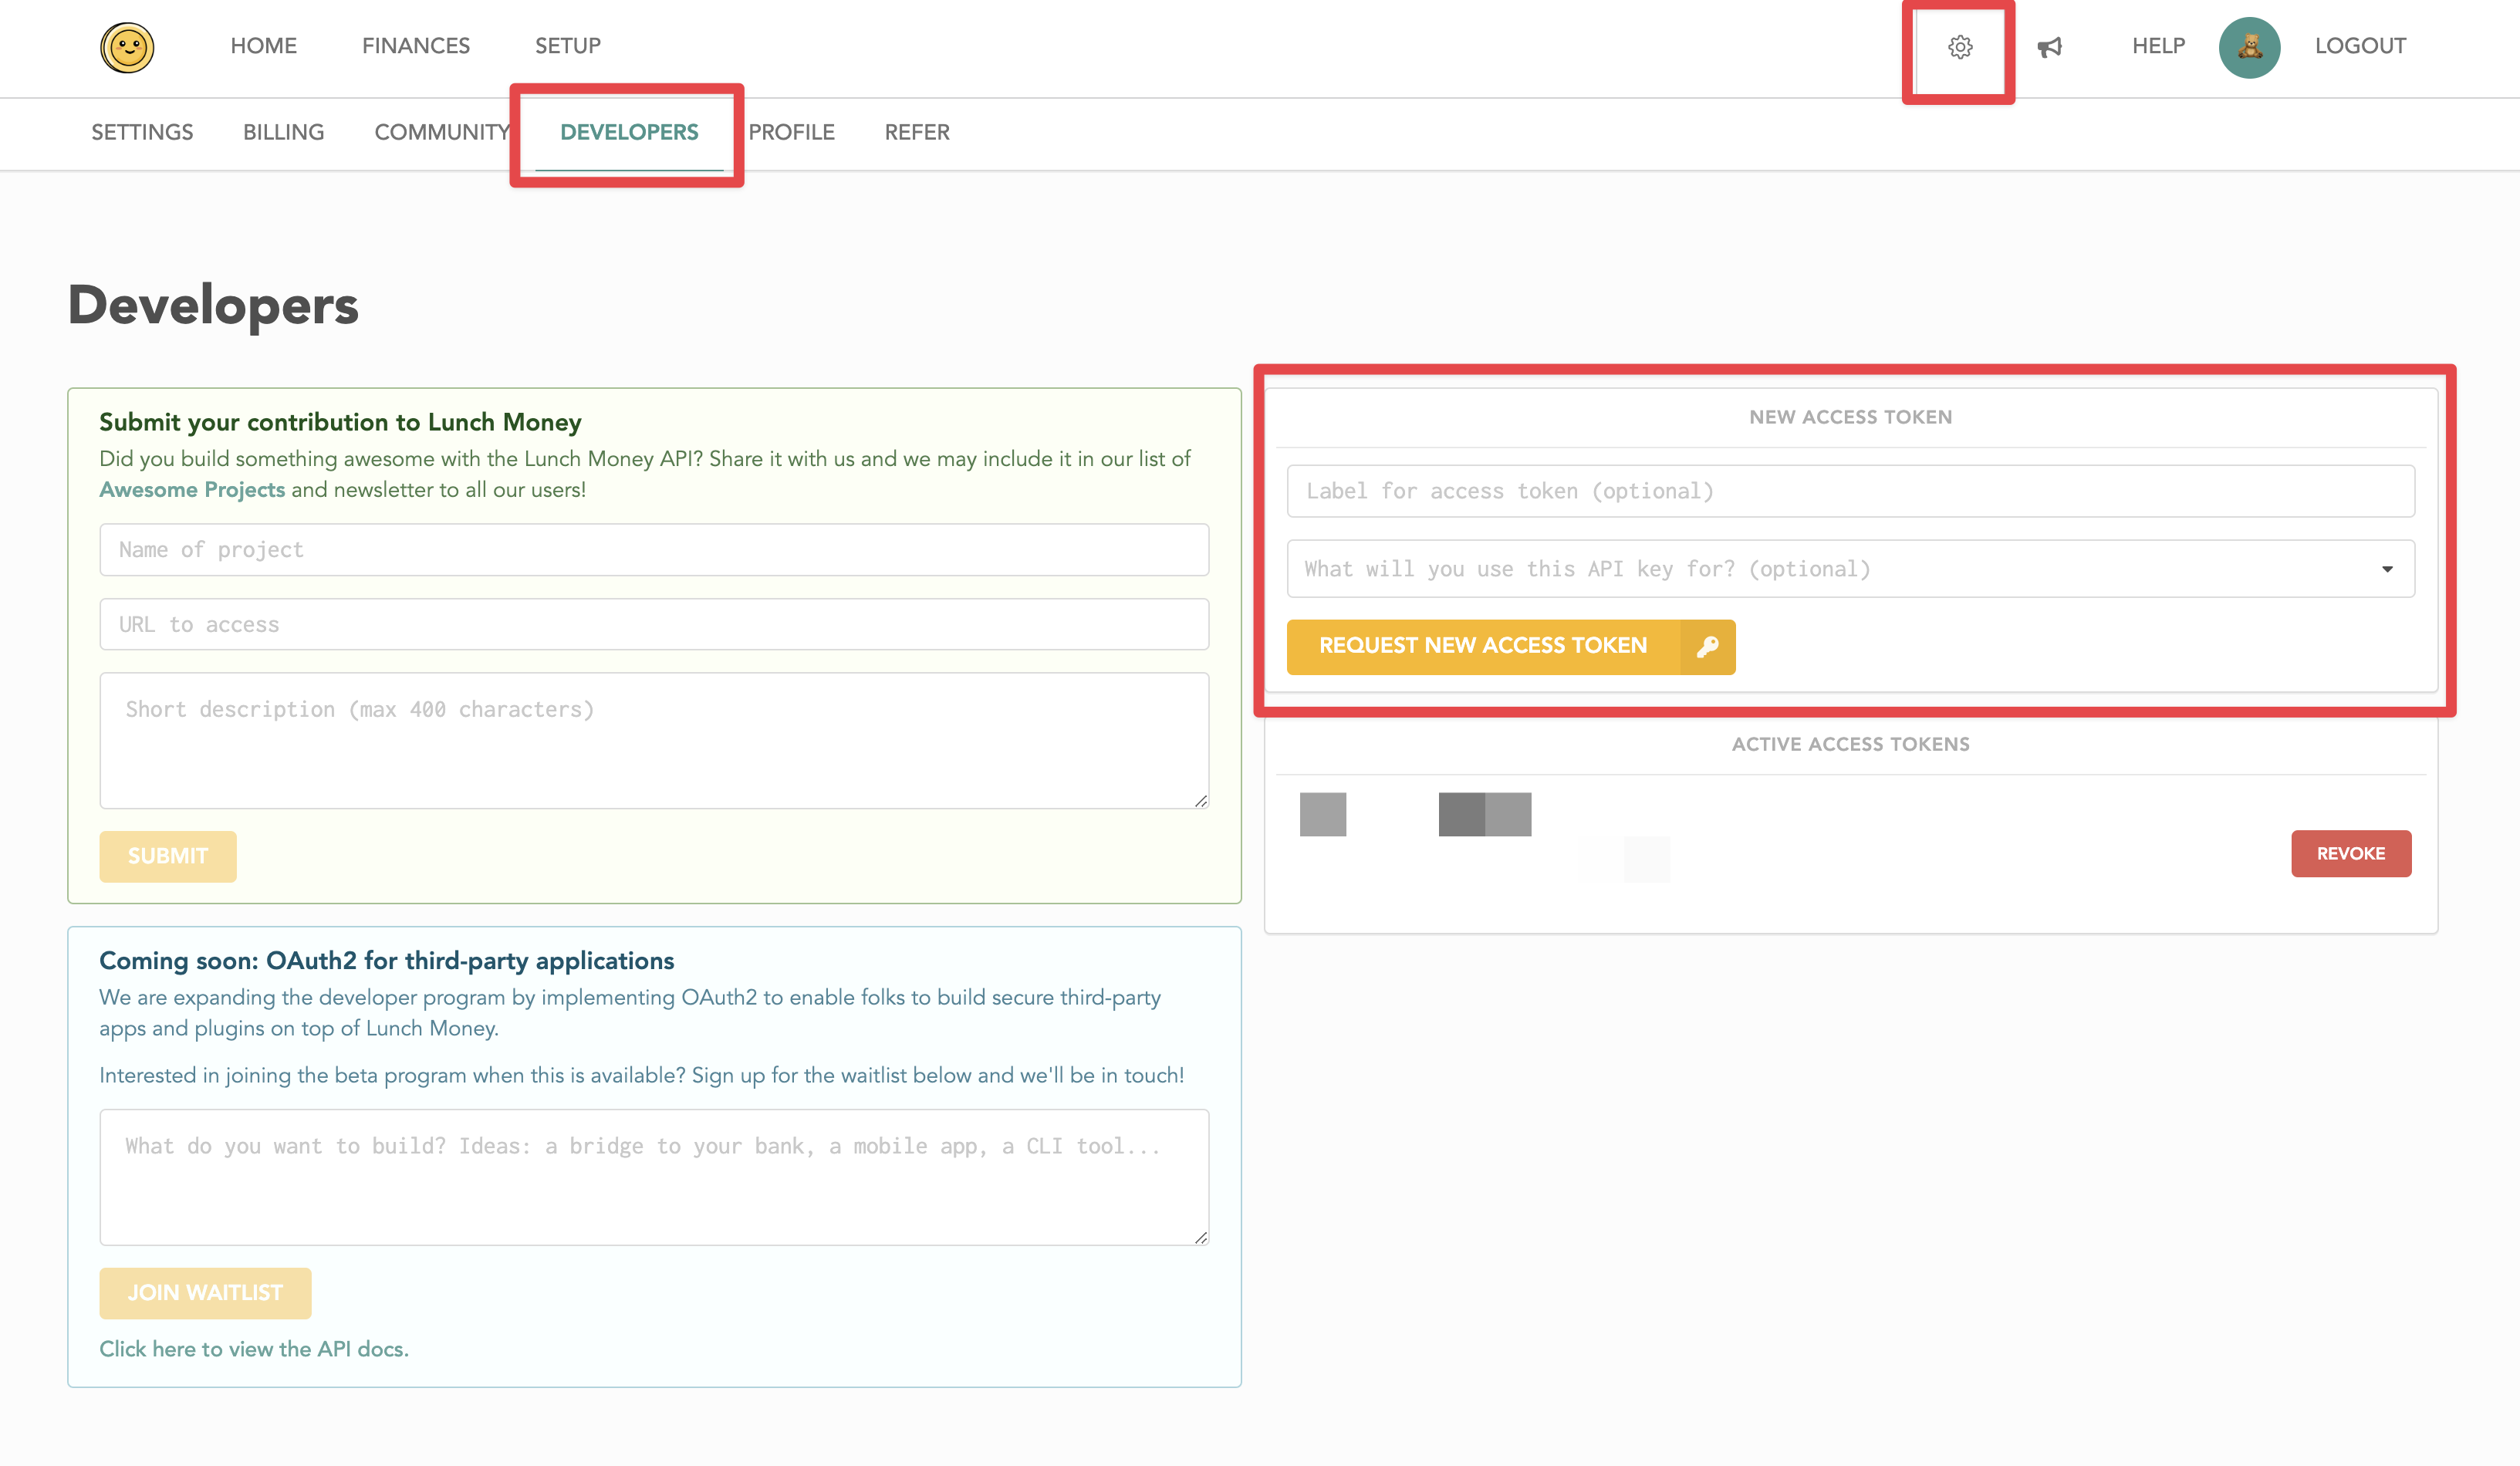 HOME
FINANCES
SETUP
HELP
LOGOUT
SETTINGS
BILLING
COMMUNITY
DEVELOPERS
PROFILE
REFER
Developers
Submit your contribution to Lunch Money
Did you build something awesome with the Lunch Money API? Share it with us and we may include it in our list of
Awesome Projects and newsletter to all our users!
Name of project
URL to access
Short description (max 400 characters)
SUBMIT
Coming soon: OAuth2 for third-party applications
We are expanding the developer program by implementing OAuth2 to enable folks to build secure third-party
apps and plugins on top of Lunch Money.
Interested in joining the beta program when this is available? Sign up for the waitlist below and we'll be in touch!
What do you want to build? Ideas: a bridge to your bank, a mobile app, a CLI tool...
JOIN WAITLIST
Click here to view the API docs.
NEW ACCESS TOKEN
Label for access token (optional)
What will you use this API key for? (optional)
REQUEST NEW ACCESS TOKEN
ACTIVE ACCESS TOKENS
REVOKE